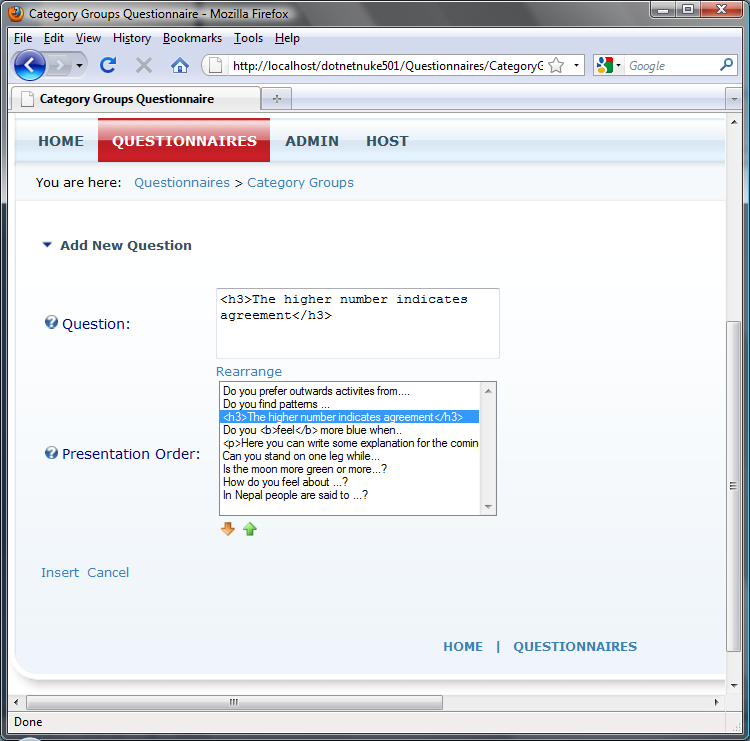 Category Groups Questionnaire - Mozilla Firefox
File Edit View History Bookmarks Tools Help
http://localhost/dotnetnuke501/Questionnaires/CategoryG
Google
Category Groups Questionnaire
HOME QUESTIONNAIRES ADMIN HOST
You are here: Questionnaires > Category Groups
Add New Question
Question:
<h3>The higher number indicates
agreement</h3>
Rearrange
Presentation Order:
Do you prefer outwards activites from....
Do you find patterns ...
<h3>The higher number indicates agreement</h3>
Do you <b>feel</b> more blue when..
<p>Here you can write some explanation for the comin
Can you stand on one leg while...
Is the moon more green or more...?
How do you feel about ...?
In Nepal people are said to ...?
Insert Cancel
HOME | QUESTIONNAIRES
Done